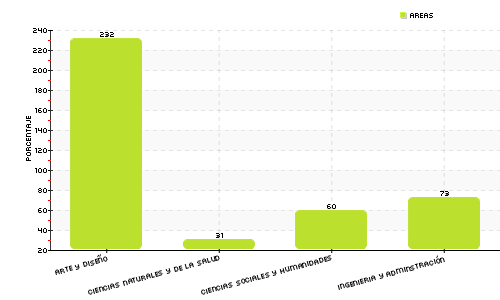 AREAS
240
220
200
180
160
140
120
100
80
60
40
20
PORCENTAJE
232
31
60
73
ARTE Y DISEÑO
CIENCIAS NATURALES Y DE LA SALUD
CIENCIAS SOCIALES Y HUMANIDADES
INGENIERIA Y ADMINSTRACIÓN